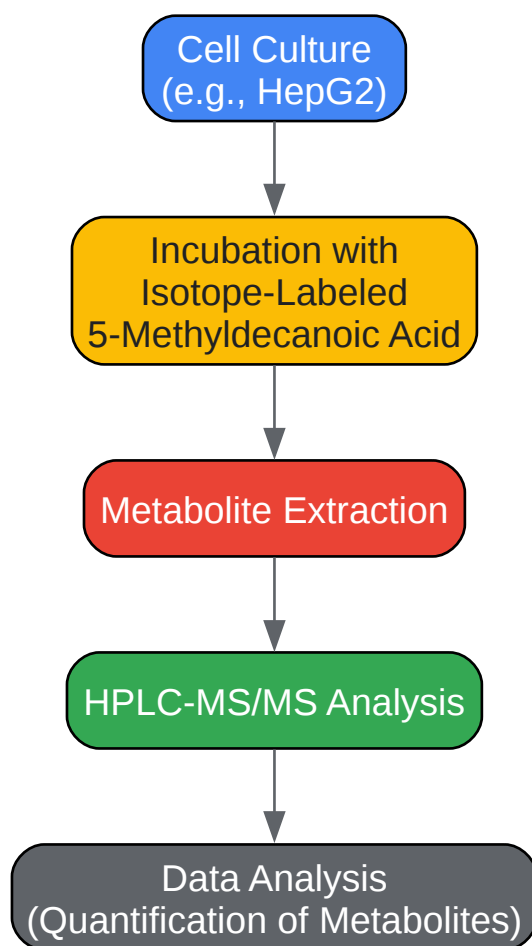 Cell Culture
(e.g., HepG2)
Incubation with
Isotope-Labeled
5-Methyldecanoic Acid
Metabolite Extraction
HPLC-MS/MS Analysis
Data Analysis
(Quantification of Metabolites)